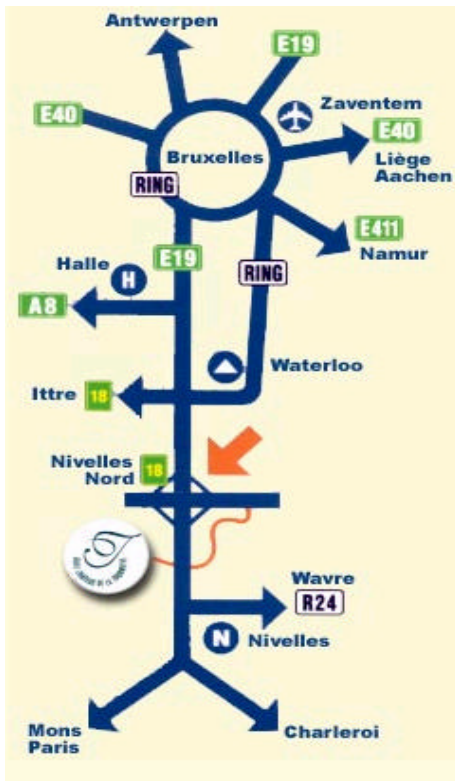 Antwerpen
E19
Zaventem
E40
E40
Bruxelles
Liège
Aachen
RING
E411
E19
Namur
Halle
H
RING
A8
Waterloo
Ittre 18
Nivelles
Nord
18
Wavre
R24
N
Nivelles
Mons
Paris
Charleroi